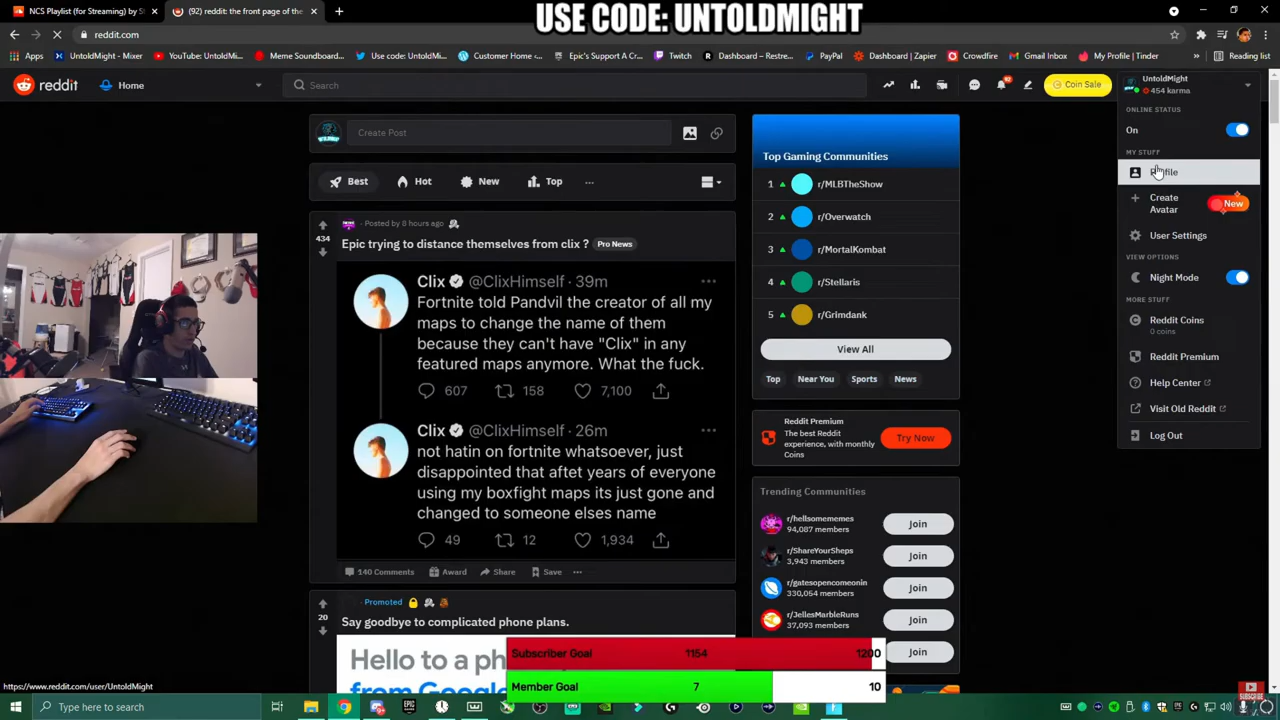 USE CODE: UNTOLDMIGHT
NCS Playlist (for Streaming) by S
(92) reddit: the front page of the
reddit.com
Apps
UntoldMight - Mixer
YouTube: UntoldMi...
Meme Soundboard...
Customer Home -...
Epic's Support A Cr...
Twitch
Dashboard – Restre...
PayPal
Dashboard | Zapier
Crowdfire
Gmail Inbox
My Profile | Tinder
Reading list
reddit
Home
Search
Coin Sale
UntoldMight
454 karma
ONLINE STATUS
On
MY STUFF
Profile
Create Avatar
New
User Settings
VIEW OPTIONS
Night Mode
MORE STUFF
Reddit Coins
0 coins
Reddit Premium
Help Center
Visit Old Reddit
Log Out
Create Post
Best
Hot
New
Top
434
Posted by 8 hours ago
Epic trying to distance themselves from clix ?
Pro News
Clix @ClixHimself · 39m
Fortnite told Pandvil the creator of all my
maps to change the name of them
because they can't have "Clix" in any
featured maps anymore. What the fuck.
607
158
7,100
Clix @ClixHimself · 26m
not hatin on fortnite whatsoever, just
disappointed that aftet years of everyone
using my boxfight maps its just gone and
changed to someone elses name
49
12
1,934
140 Comments
Award
Share
Save
20
Promoted
Say goodbye to complicated phone plans.
Hello to a ph
from Google
Top Gaming Communities
1 r/MLBTheShow
2 r/Overwatch
3 r/MortalKombat
4 r/Stellaris
5 r/Grimdank
View All
Top
Near You
Sports
News
Reddit Premium
The best Reddit
experience, with monthly
Coins
Try Now
Trending Communities
r/hellsomememes
94,087 members
Join
r/ShareYourSheps
3,943 members
Join
r/gatesopencomeonin
330,054 members
Join
r/JellesMarbleRuns
37,093 members
Join
Join
Subscriber Goal 1154 1200
Member Goal 7 10
https://www.reddit.com/user/UntoldMight
Type here to search
SUBSCRIBE